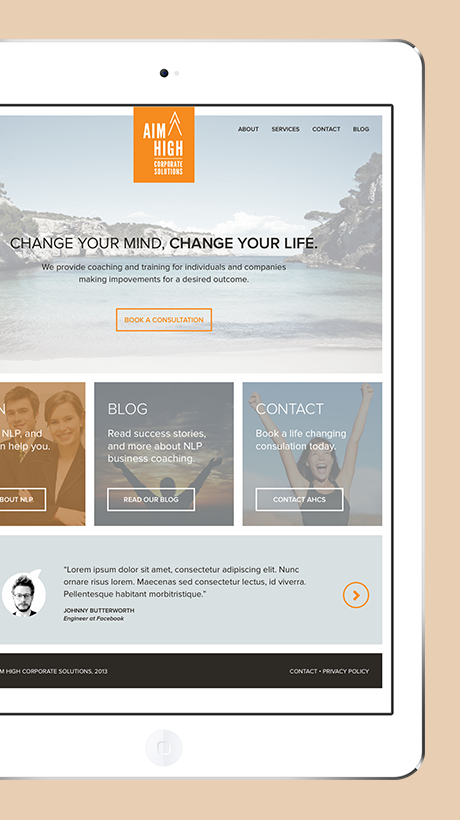 AIM
HIGH
CORPORATE
SOLUTIONS
ABOUT SERVICES CONTACT BLOG
CHANGE YOUR MIND, CHANGE YOUR LIFE.
We provide coaching and training for individuals and companies
making impovements for a desired outcome.
BOOK A CONSULTATION
N
NLP, and
n help you.
BOUT NLP
BLOG
Read success stories,
and more about NLP
business coaching.
READ OUR BLOG
CONTACT
Book a life changing
consulation today.
CONTACT AHCS
“Lorem ipsum dolor sit amet, consectetur adipiscing elit. Nunc
ornare risus lorem. Maecenas sed consectetur lectus, id viverra.
Pellentesque habitant morbitristique.”
JOHNNY BUTTERWORTH
Engineer at Facebook
M HIGH CORPORATE SOLUTIONS, 2013
CONTACT • PRIVACY POLICY